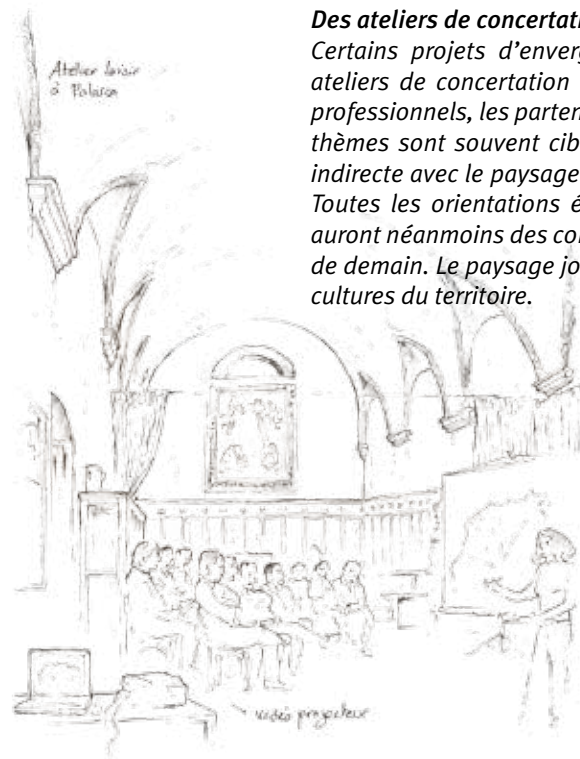 Des ateliers de concertati
Certains projets d’enverg
ateliers de concertation
professionnels, les parten
thèmes sont souvent cib
indirecte avec le paysage
Toutes les orientations é
auront néanmoins des co
de demain. Le paysage jo
cultures du territoire.
Atelier
à
vidéo projecteur